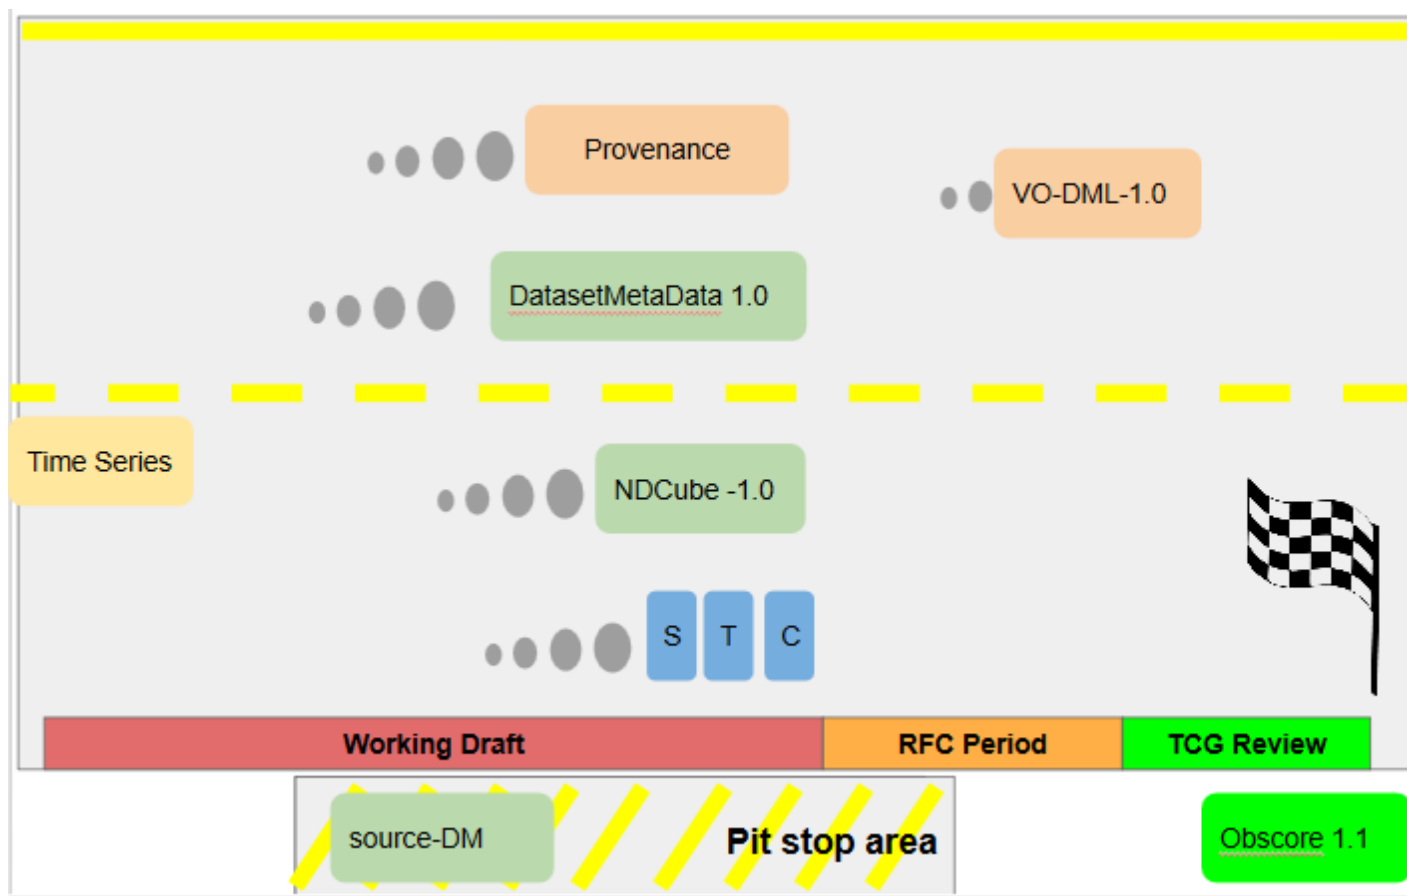 Provenance
VO-DML-1.0
DatasetMetaData 1.0
Time Series
NDCube -1.0
S T C
Working Draft
RFC Period
TCG Review
source-DM
Pit stop area
Obscore 1.1